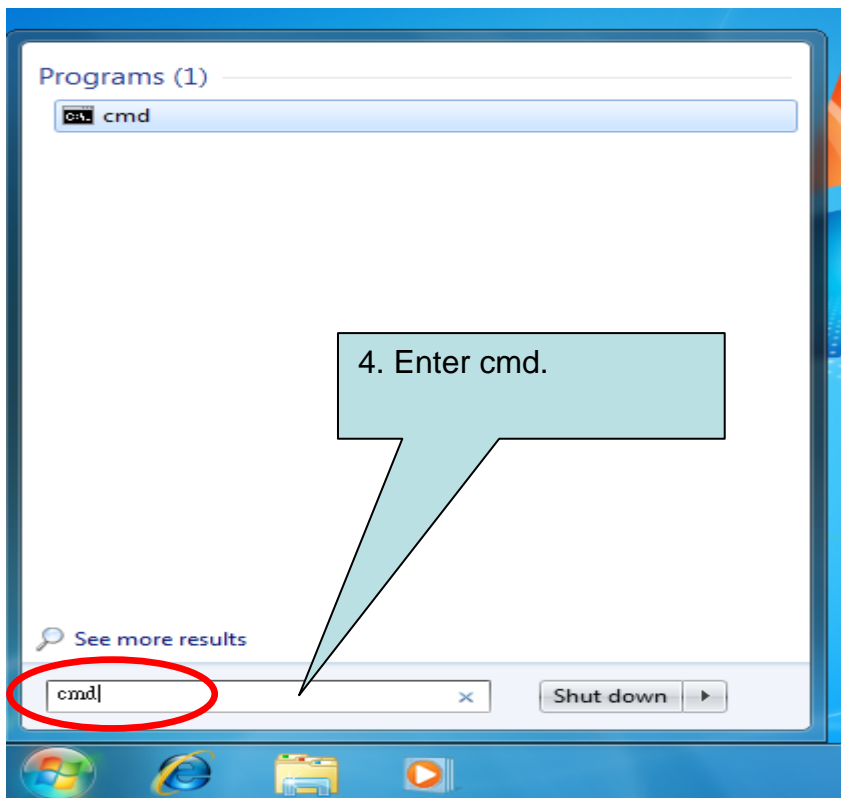 Programs (1)
cmd
4. Enter cmd.
See more results
cmd
Shut down